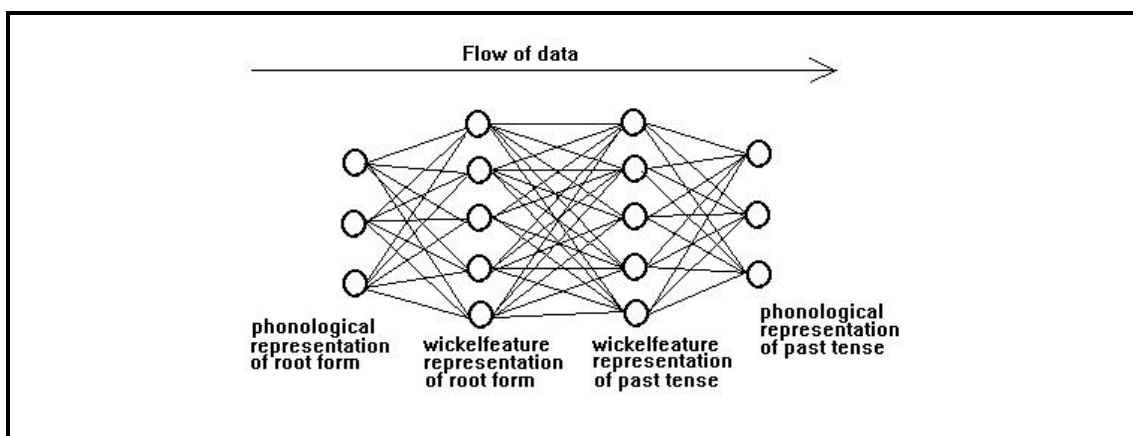 Flow of data
phonological
representation
of root form
wickelfeature
representation
of root form
wickelfeature
representation
of past tense
phonological
representation
of past tense